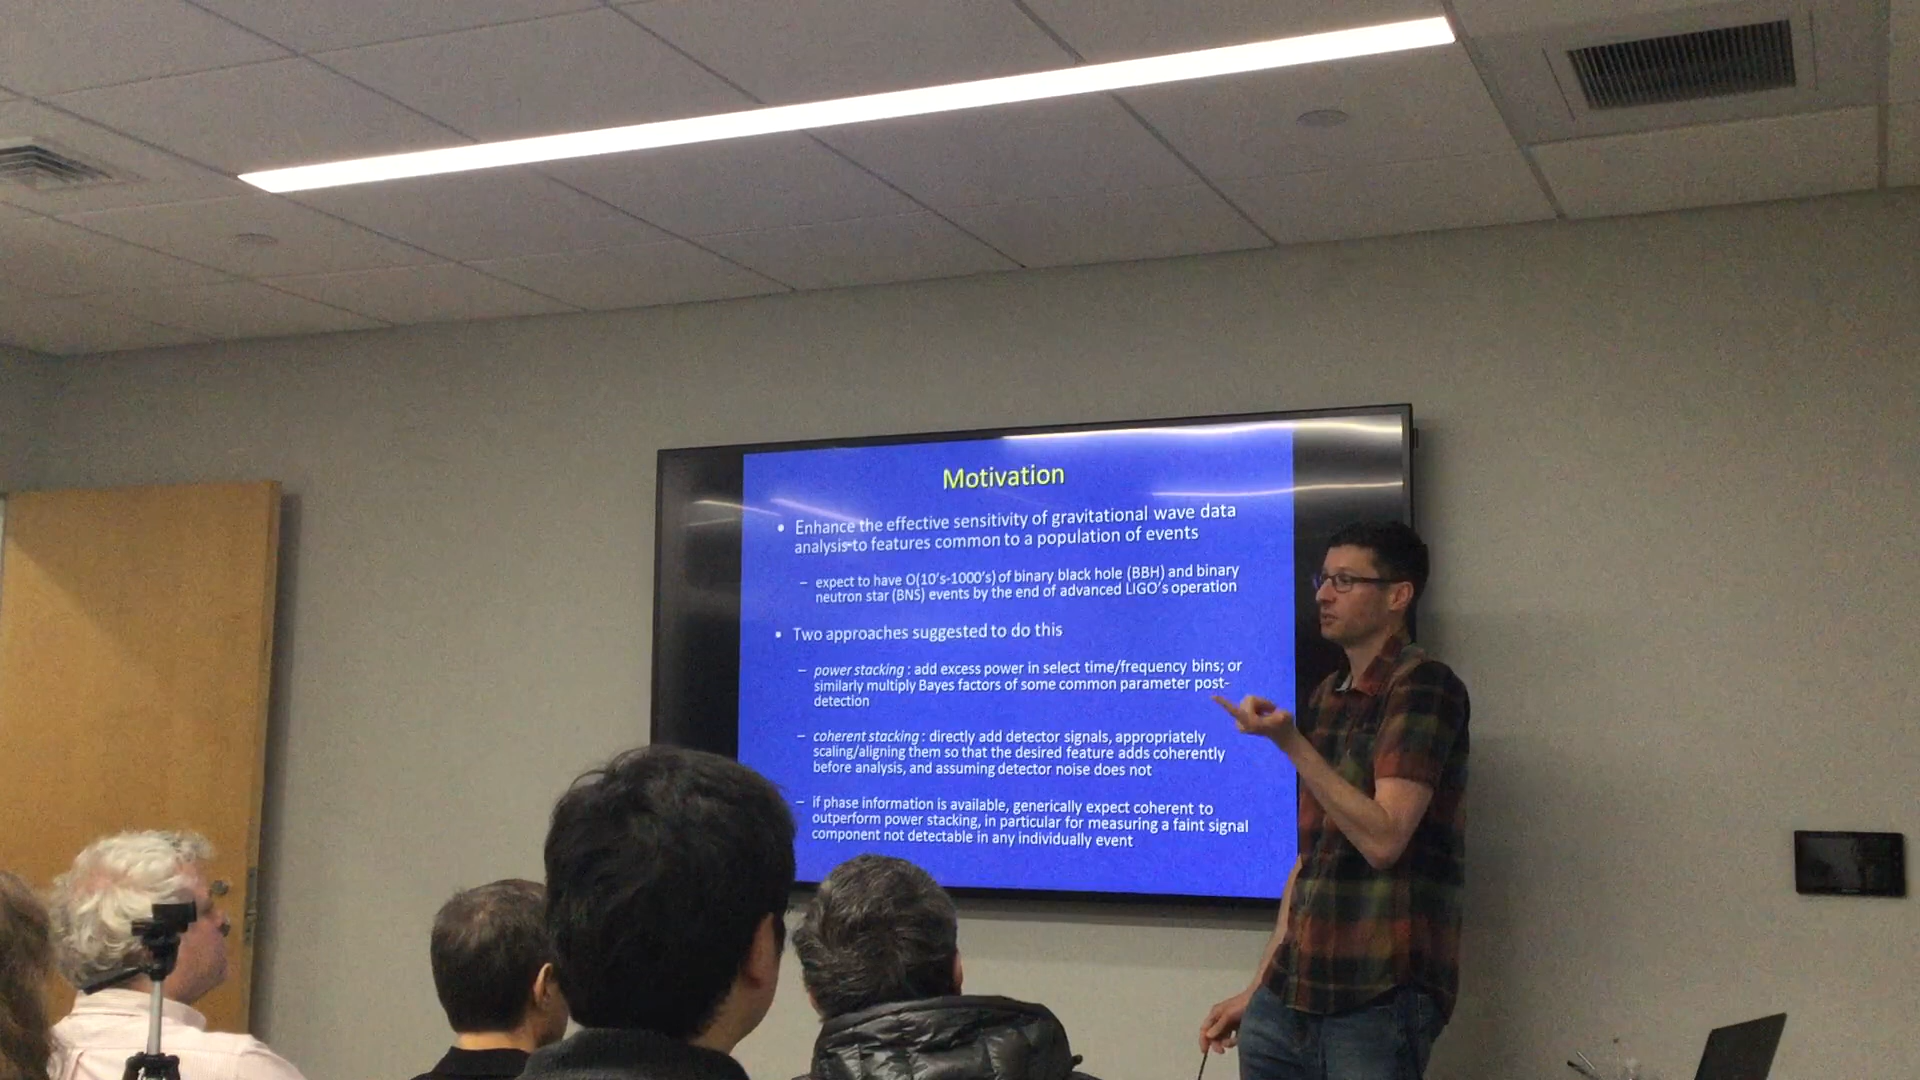 Motivation
• Enhance the effective sensitivity of gravitational wave data
analysis to features common to a population of events
– expect to have O(10's-1000's) of binary black hole (BBH) and binary
neutron star (BNS) events by the end of advanced LIGO's operation
• Two approaches suggested to do this
– power stacking : add excess power in select time/frequency bins; or
similarly multiply Bayes factors of some common parameter post-
detection
– coherent stacking : directly add detector signals, appropriately
scaling/aligning them so that the desired feature adds coherently
before analysis, and assuming detector noise does not
– if phase information is available, generically expect coherent to
outperform power stacking, in particular for measuring a faint signal
component not detectable in any individually event